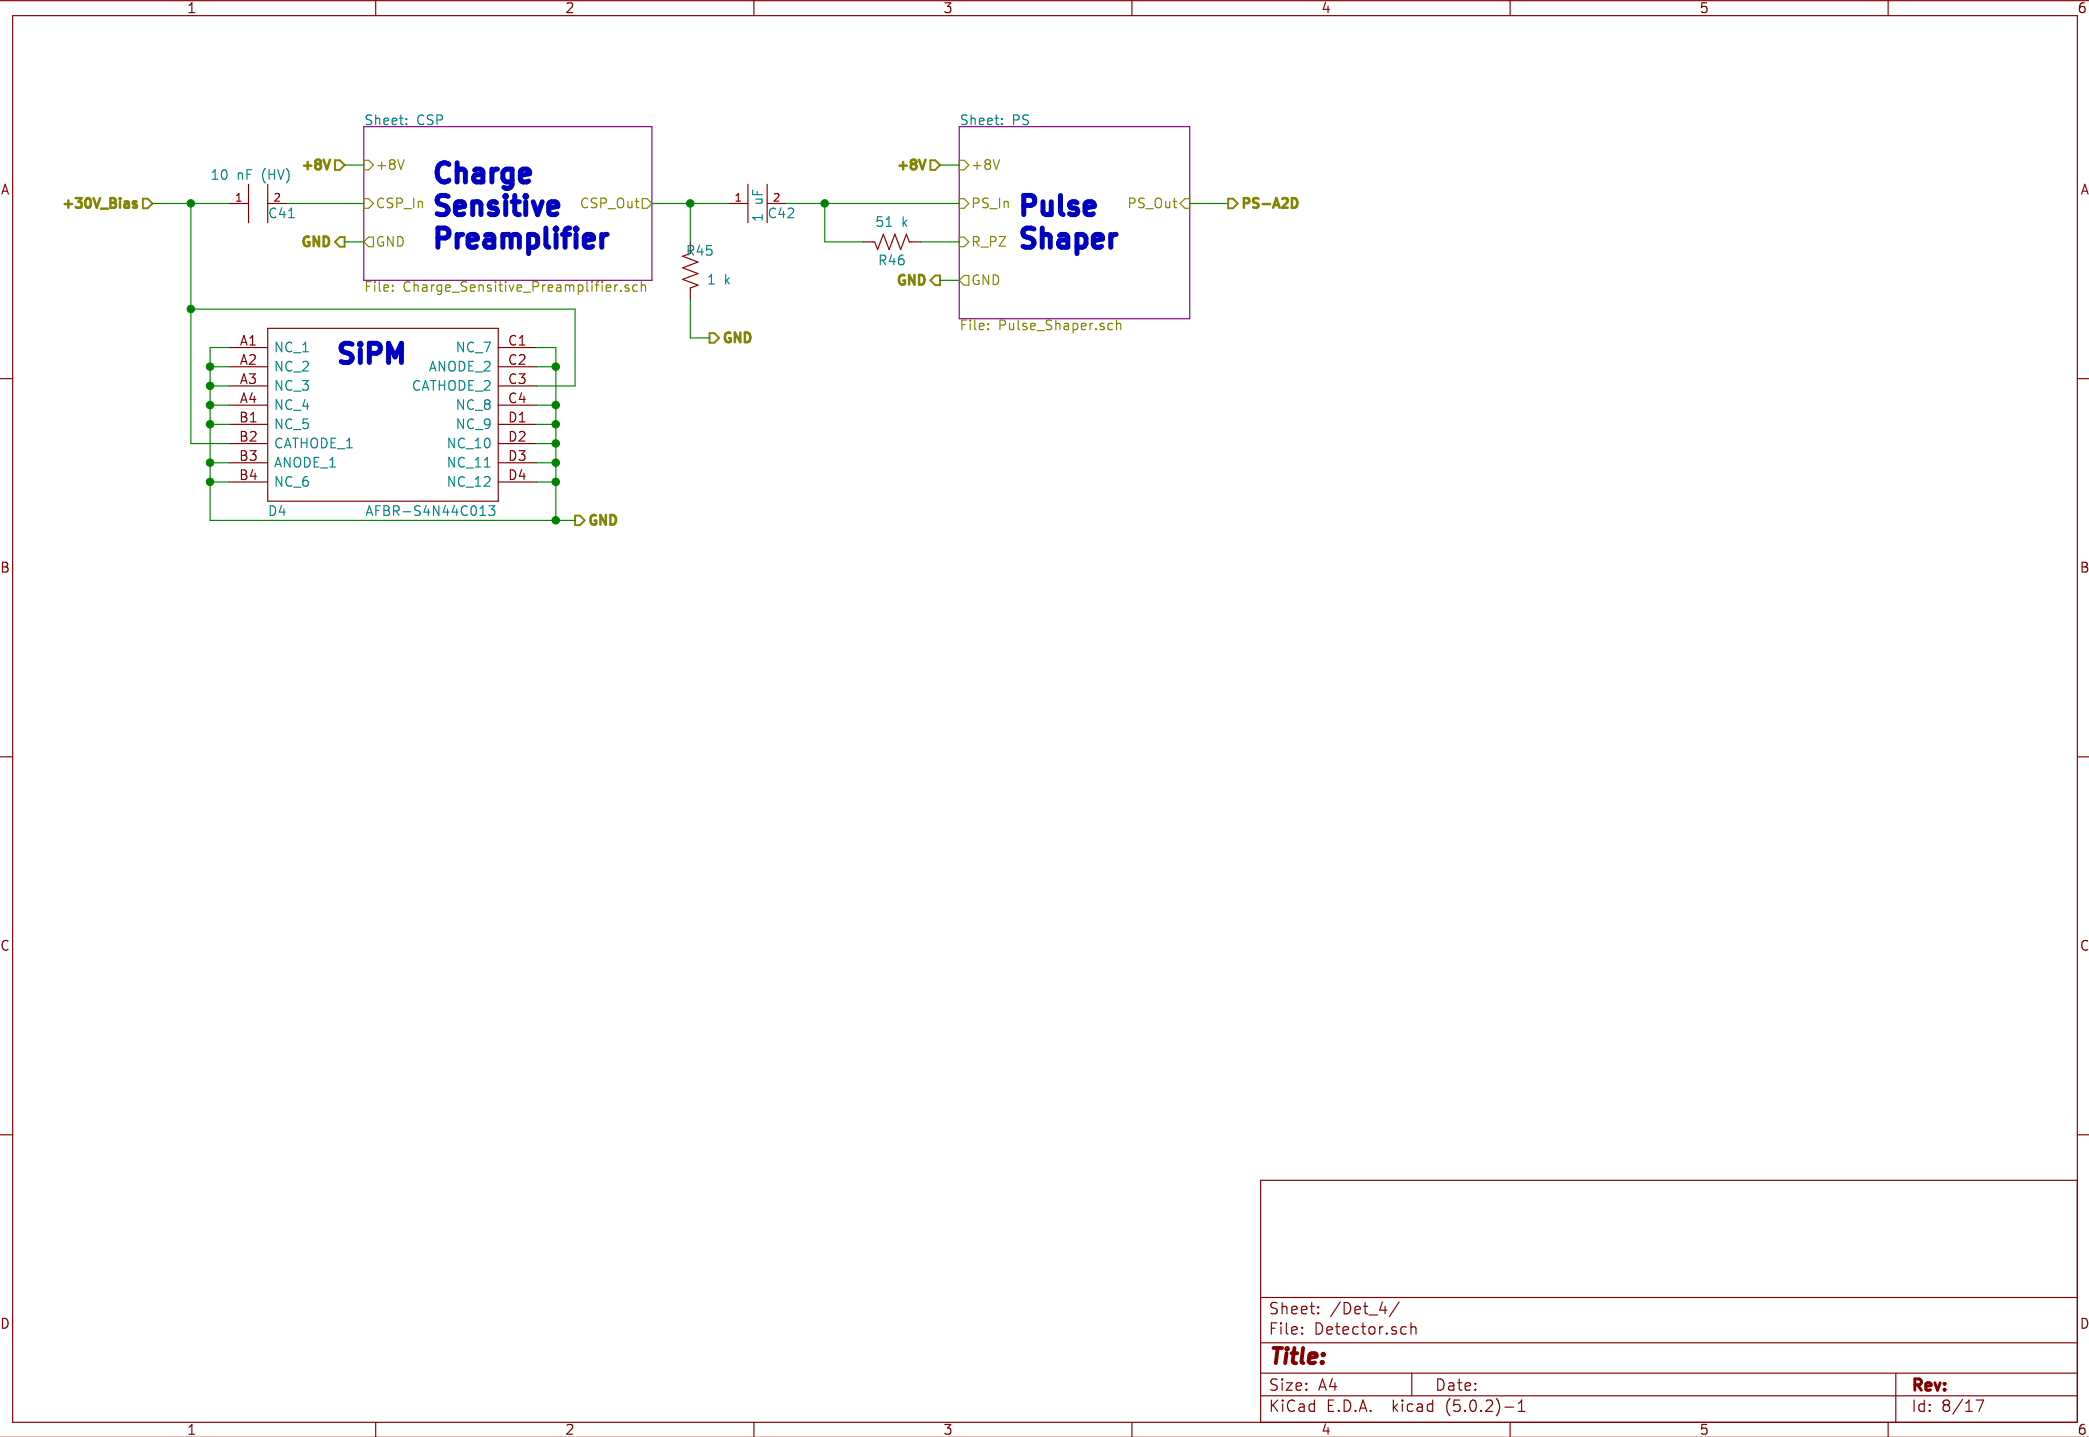 1 2 3 4 5 6
A A
B B
C C
D D
Sheet: CSP
+8V
+8V
10 nF (HV)
+30V_Bias
1 2
C41
CSP_In
CSP_Out
GND
GND
Charge
Sensitive
Preamplifier
File: Charge_Sensitive_Preamplifier.sch
R45
1 k
GND
1 2
1 uF
C42
51 k
R46
Sheet: PS
+8V
+8V
PS_In
PS_Out
PS-A2D
R_PZ
GND
GND
Pulse
Shaper
File: Pulse_Shaper.sch
SiPM
A1 NC_1 NC_7 C1
A2 NC_2 ANODE_2 C2
A3 NC_3 CATHODE_2 C3
A4 NC_4 NC_8 C4
B1 NC_5 NC_9 D1
B2 CATHODE_1 NC_10 D2
B3 ANODE_1 NC_11 D3
B4 NC_6 NC_12 D4
D4 AFBR-S4N44C013
GND
Sheet: /Det_4/
File: Detector.sch
Title:
Size: A4 Date: Rev:
KiCad E.D.A. kicad (5.0.2)-1 Id: 8/17
1 2 3 4 5 6